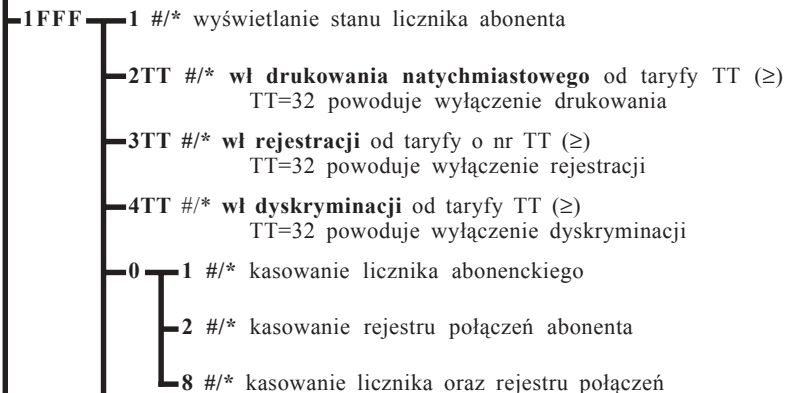 1FFF 1 #/* wyświetlanie stanu licznika abonenta
2TT #/* wł drukowania natychmiastowego od taryfy TT (≥)
TT=32 powoduje wyłączenie drukowania
3TT #/* wł rejestracji od taryfy o nr TT (≥)
TT=32 powoduje wyłączenie rejestracji
4TT #/* wł dyskryminacji od taryfy TT (≥)
TT=32 powoduje wyłączenie dyskryminacji
0 1 #/* kasowanie licznika abonenckiego
2 #/* kasowanie rejestru połączeń abonenta
8 #/* kasowanie licznika oraz rejestru połączeń